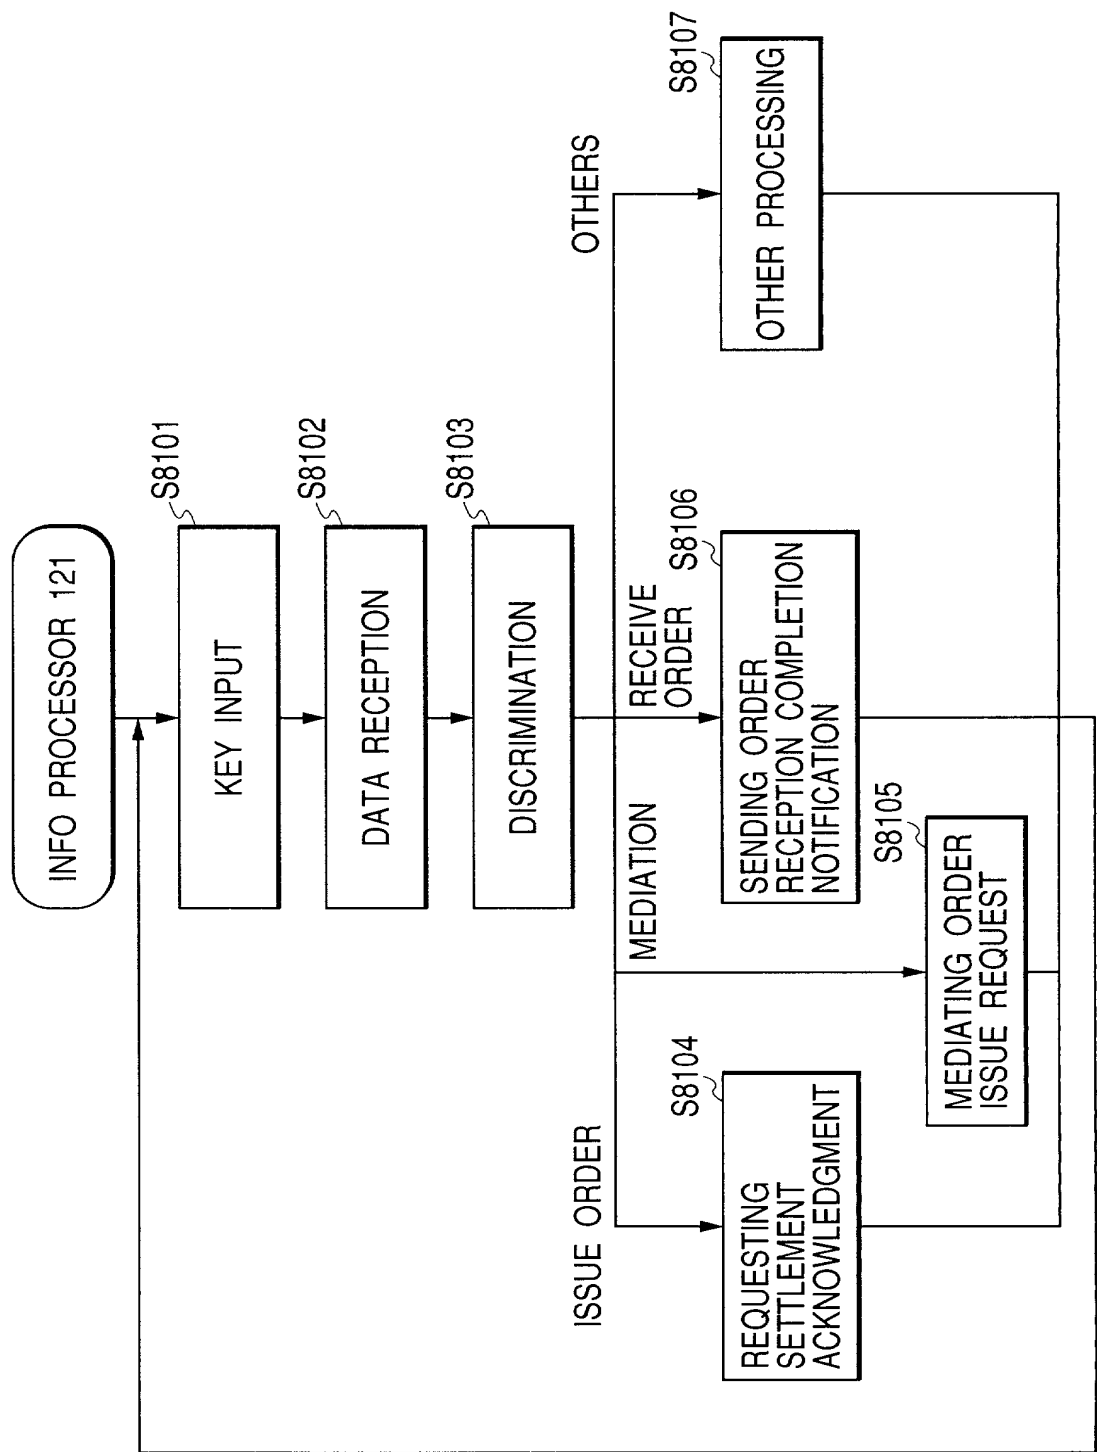 INFO PROCESSOR 121
S8101
KEY INPUT
S8102
DATA RECEPTION
S8103
DISCRIMINATION
ISSUE ORDER
MEDIATION
RECEIVE
ORDER
OTHERS
S8104
REQUESTING
SETTLEMENT
ACKNOWLEDGMENT
S8105
MEDIATING ORDER
ISSUE REQUEST
S8106
SENDING ORDER
RECEPTION COMPLETION
NOTIFICATION
S8107
OTHER PROCESSING